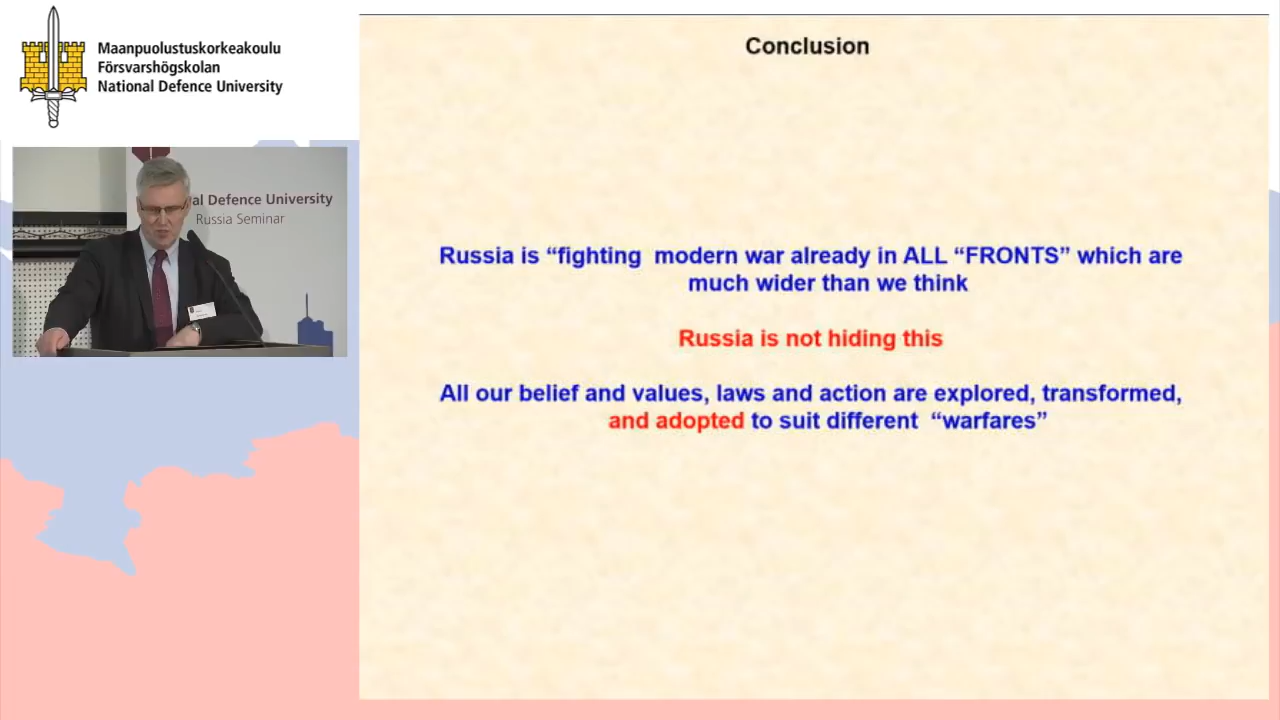 Maanpuolustuskorkeakoulu
Försvarshögskolan
National Defence University
al Defence University
Russia Seminar
Conclusion
Russia is “fighting  modern war already in ALL “FRONTS” which are
much wider than we think
Russia is not hiding this
All our belief and values, laws and action are explored, transformed,
and adopted to suit different  “warfares”